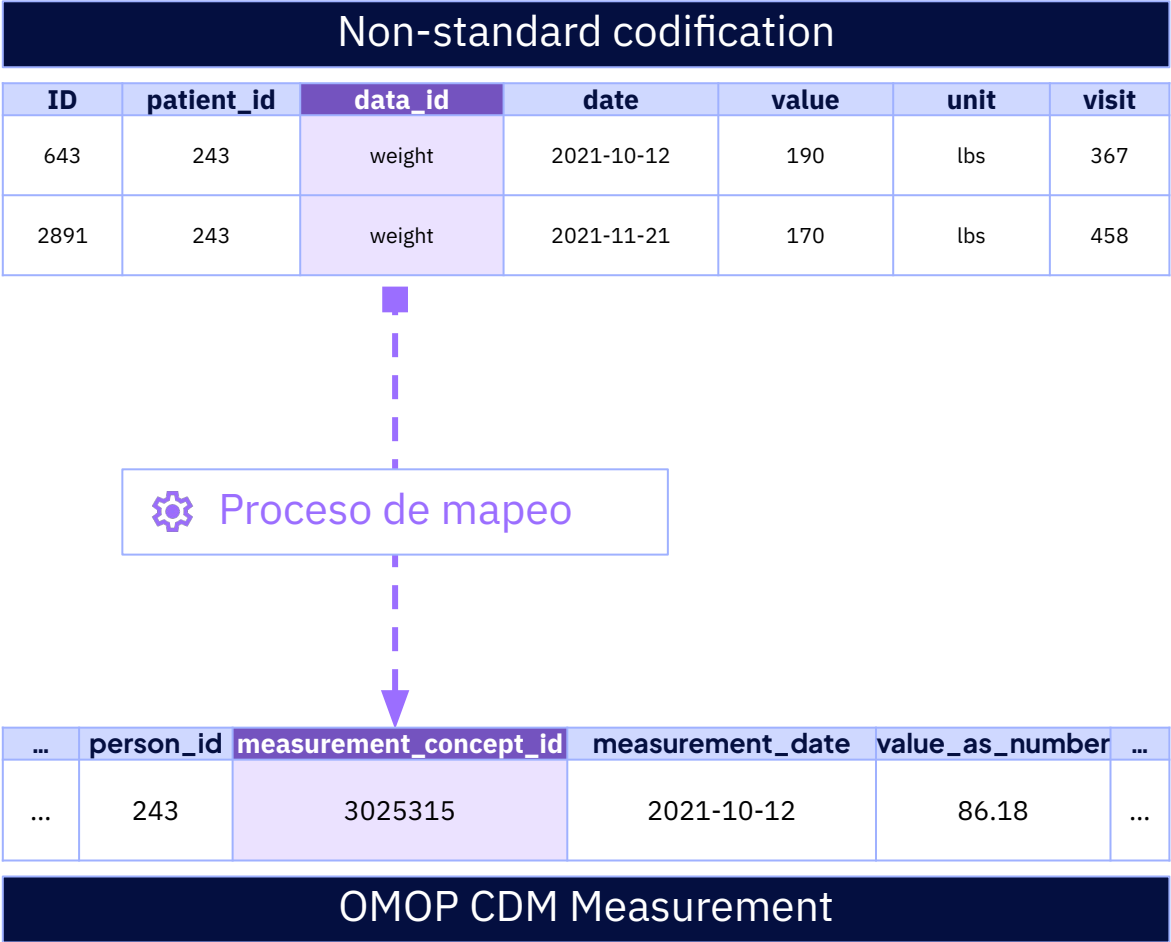 Non-standard codification
ID patient_id data_id date value unit visit
643 243 weight 2021-10-12 190 lbs 367
2891 243 weight 2021-11-21 170 lbs 458
Proceso de mapeo
... person_id measurement_concept_id measurement_date value_as_number ...
... 243 3025315 2021-10-12 86.18 ...
OMOP CDM Measurement